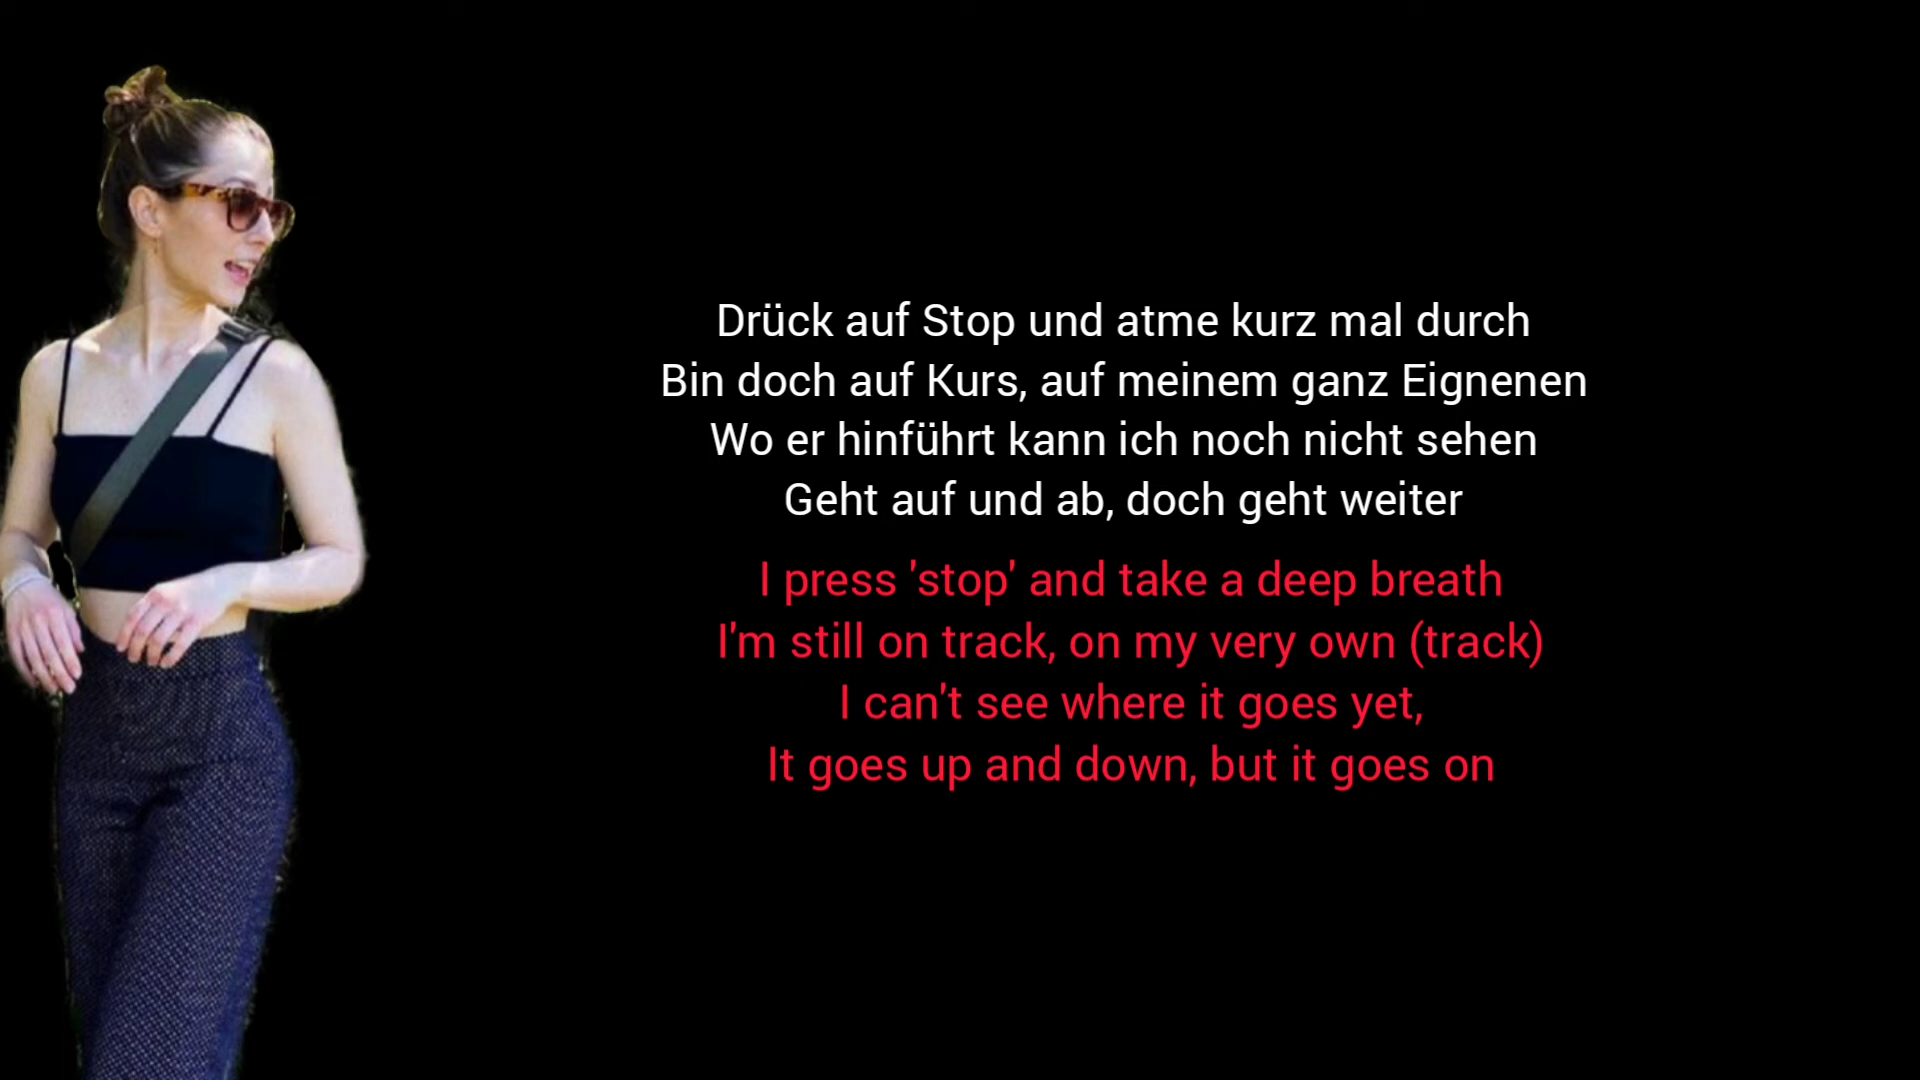 Drück auf Stop und atme kurz mal durch
Bin doch auf Kurs, auf meinem ganz Eignenen
Wo er hinführt kann ich noch nicht sehen
Geht auf und ab, doch geht weiter
I press 'stop' and take a deep breath
I'm still on track, on my very own (track)
I can't see where it goes yet,
It goes up and down, but it goes on